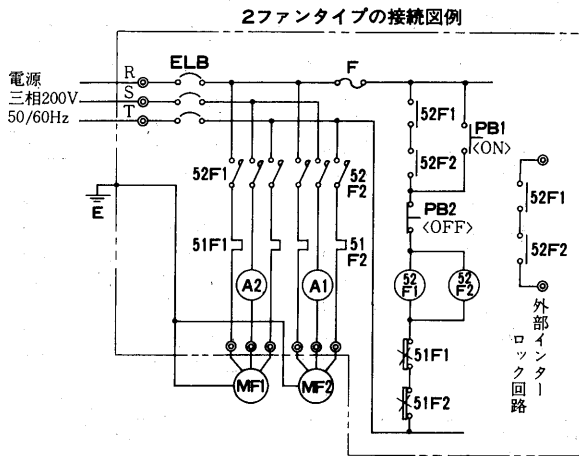 2ファンタイプの接続図例
電源
三相200V
50/60Hz
R
S
T
ELB
F
E
52F1
52
F2
51F1
51
F2
A2
A1
MF1
MF2
52F1
52F2
PB1
<ON>
PB2
<OFF>
52
F1
52
F2
51F1
51F2
52F1
52F2
外部インター
ロック回路